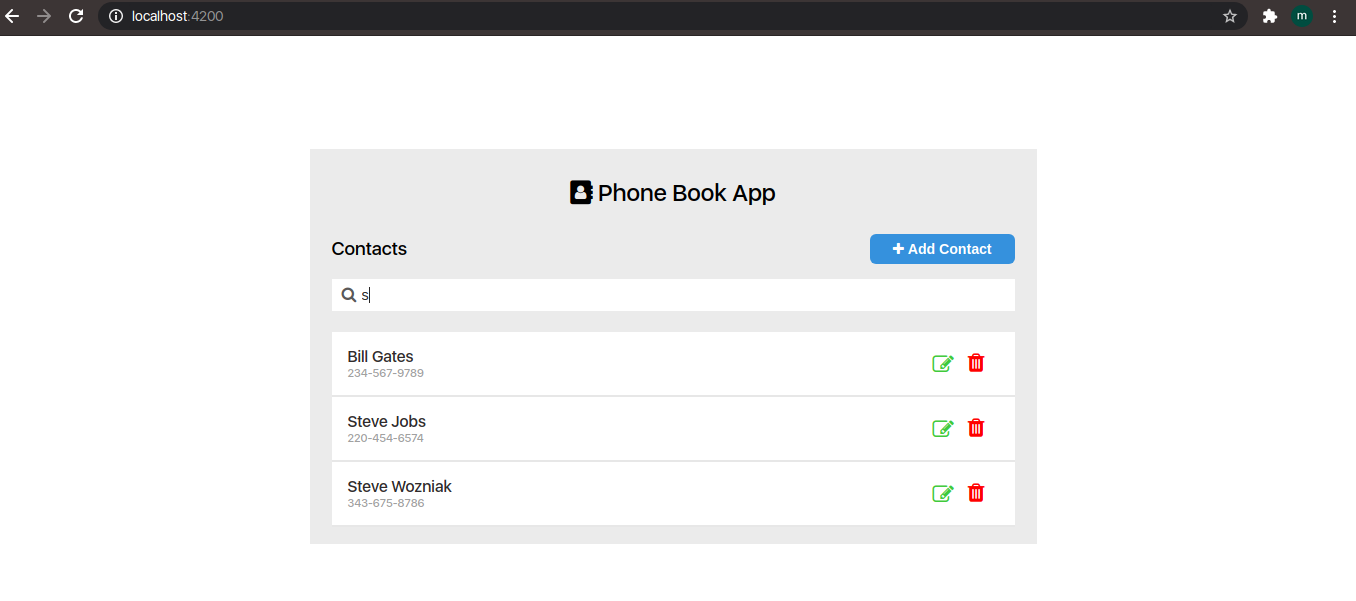 localhost:4200
m
Phone Book App
Contacts
Add Contact
s
Bill Gates
234-567-9789
Steve Jobs
220-454-6574
Steve Wozniak
343-675-8786